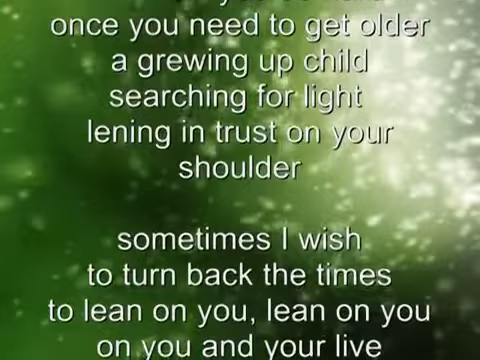 once you need to get older
a grewing up child
searching for light
lening in trust on your
shoulder
sometimes I wish
to turn back the times
to lean on you, lean on you
on you and your live